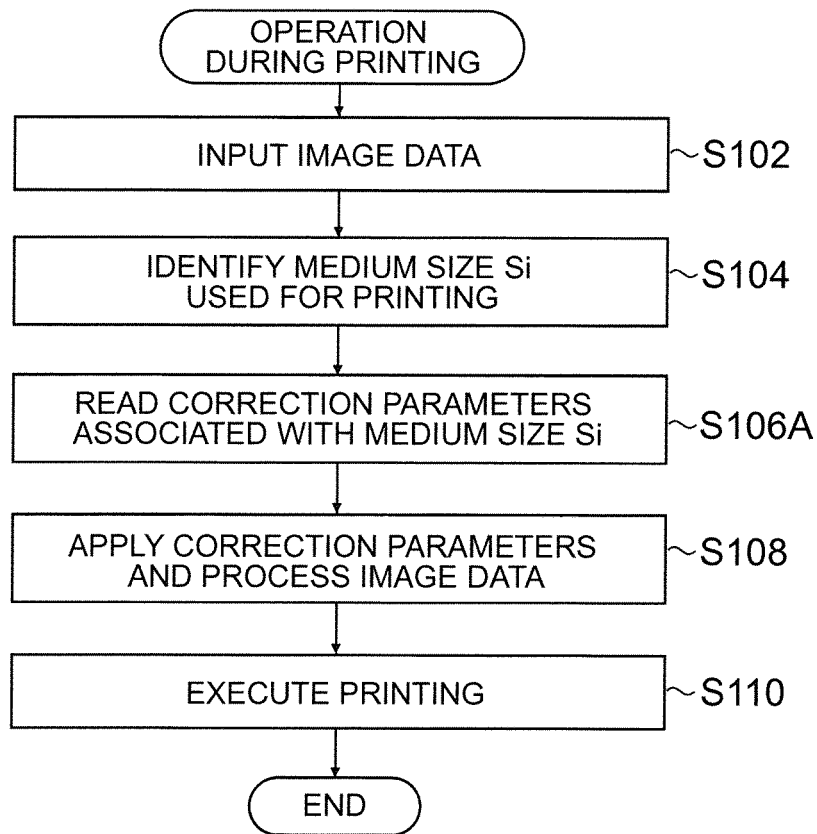 OPERATION
DURING PRINTING
INPUT IMAGE DATA
~S102
IDENTIFY MEDIUM SIZE Si
USED FOR PRINTING
~S104
READ CORRECTION PARAMETERS
ASSOCIATED WITH MEDIUM SIZE Si
~S106A
APPLY CORRECTION PARAMETERS
AND PROCESS IMAGE DATA
~S108
EXECUTE PRINTING
~S110
END